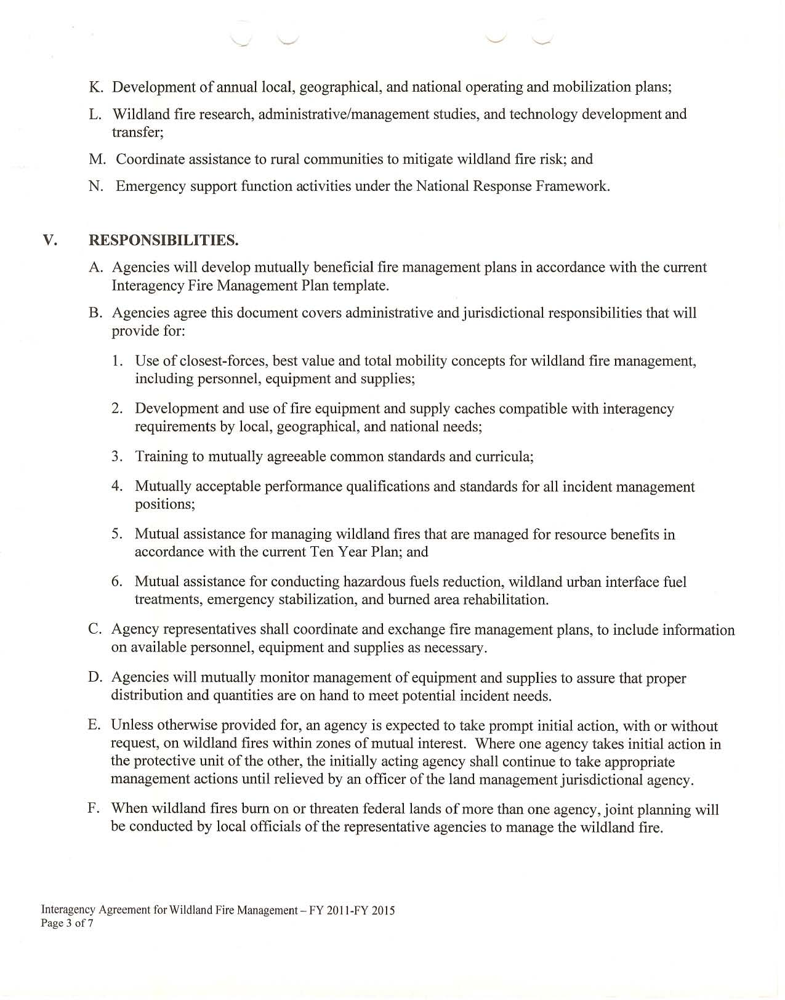 K. Development of annual local, geographical, and national operating and mobilization plans;
L. Wildland fire research, administrative/management studies, and technology development and
transfer;
M. Coordinate assistance to rural communities to mitigate wildland fire risk; and
N. Emergency support function activities under the National Response Framework.
V. RESPONSIBILITIES.
A. Agencies will develop mutually beneficial fire management plans in accordance with the current
Interagency Fire Management Plan template.
B. Agencies agree this document covers administrative and jurisdictional responsibilities that will
provide for:
1. Use of closest-forces, best value and total mobility concepts for wildland fire management,
including personnel, equipment and supplies;
2. Development and use of fire equipment and supply caches compatible with interagency
requirements by local, geographical, and national needs;
3. Training to mutually agreeable common standards and curricula;
4. Mutually acceptable performance qualifications and standards for all incident management
positions;
5. Mutual assistance for managing wildland fires that are managed for resource benefits in
accordance with the current Ten Year Plan; and
6. Mutual assistance for conducting hazardous fuels reduction, wildland urban interface fuel
treatments, emergency stabilization, and burned area rehabilitation.
C. Agency representatives shall coordinate and exchange fire management plans, to include information
on available personnel, equipment and supplies as necessary.
D. Agencies will mutually monitor management of equipment and supplies to assure that proper
distribution and quantities are on hand to meet potential incident needs.
E. Unless otherwise provided for, an agency is expected to take prompt initial action, with or without
request, on wildland fires within zones of mutual interest. Where one agency takes initial action in
the protective unit of the other, the initially acting agency shall continue to take appropriate
management actions until relieved by an officer of the land management jurisdictional agency.
F. When wildland fires burn on or threaten federal lands of more than one agency, joint planning will
be conducted by local officials of the representative agencies to manage the wildland fire.
Interagency Agreement for Wildland Fire Management – FY 2011-FY 2015
Page 3 of 7